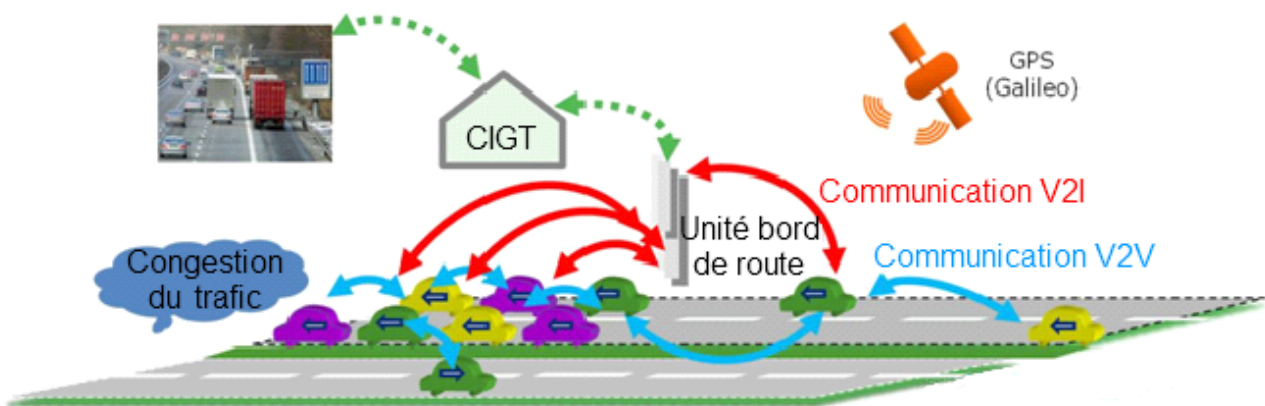 GPS
(Galileo)
CIGT
Communication V2I
Unité bord
de route
Communication V2V
Congestion
du trafic